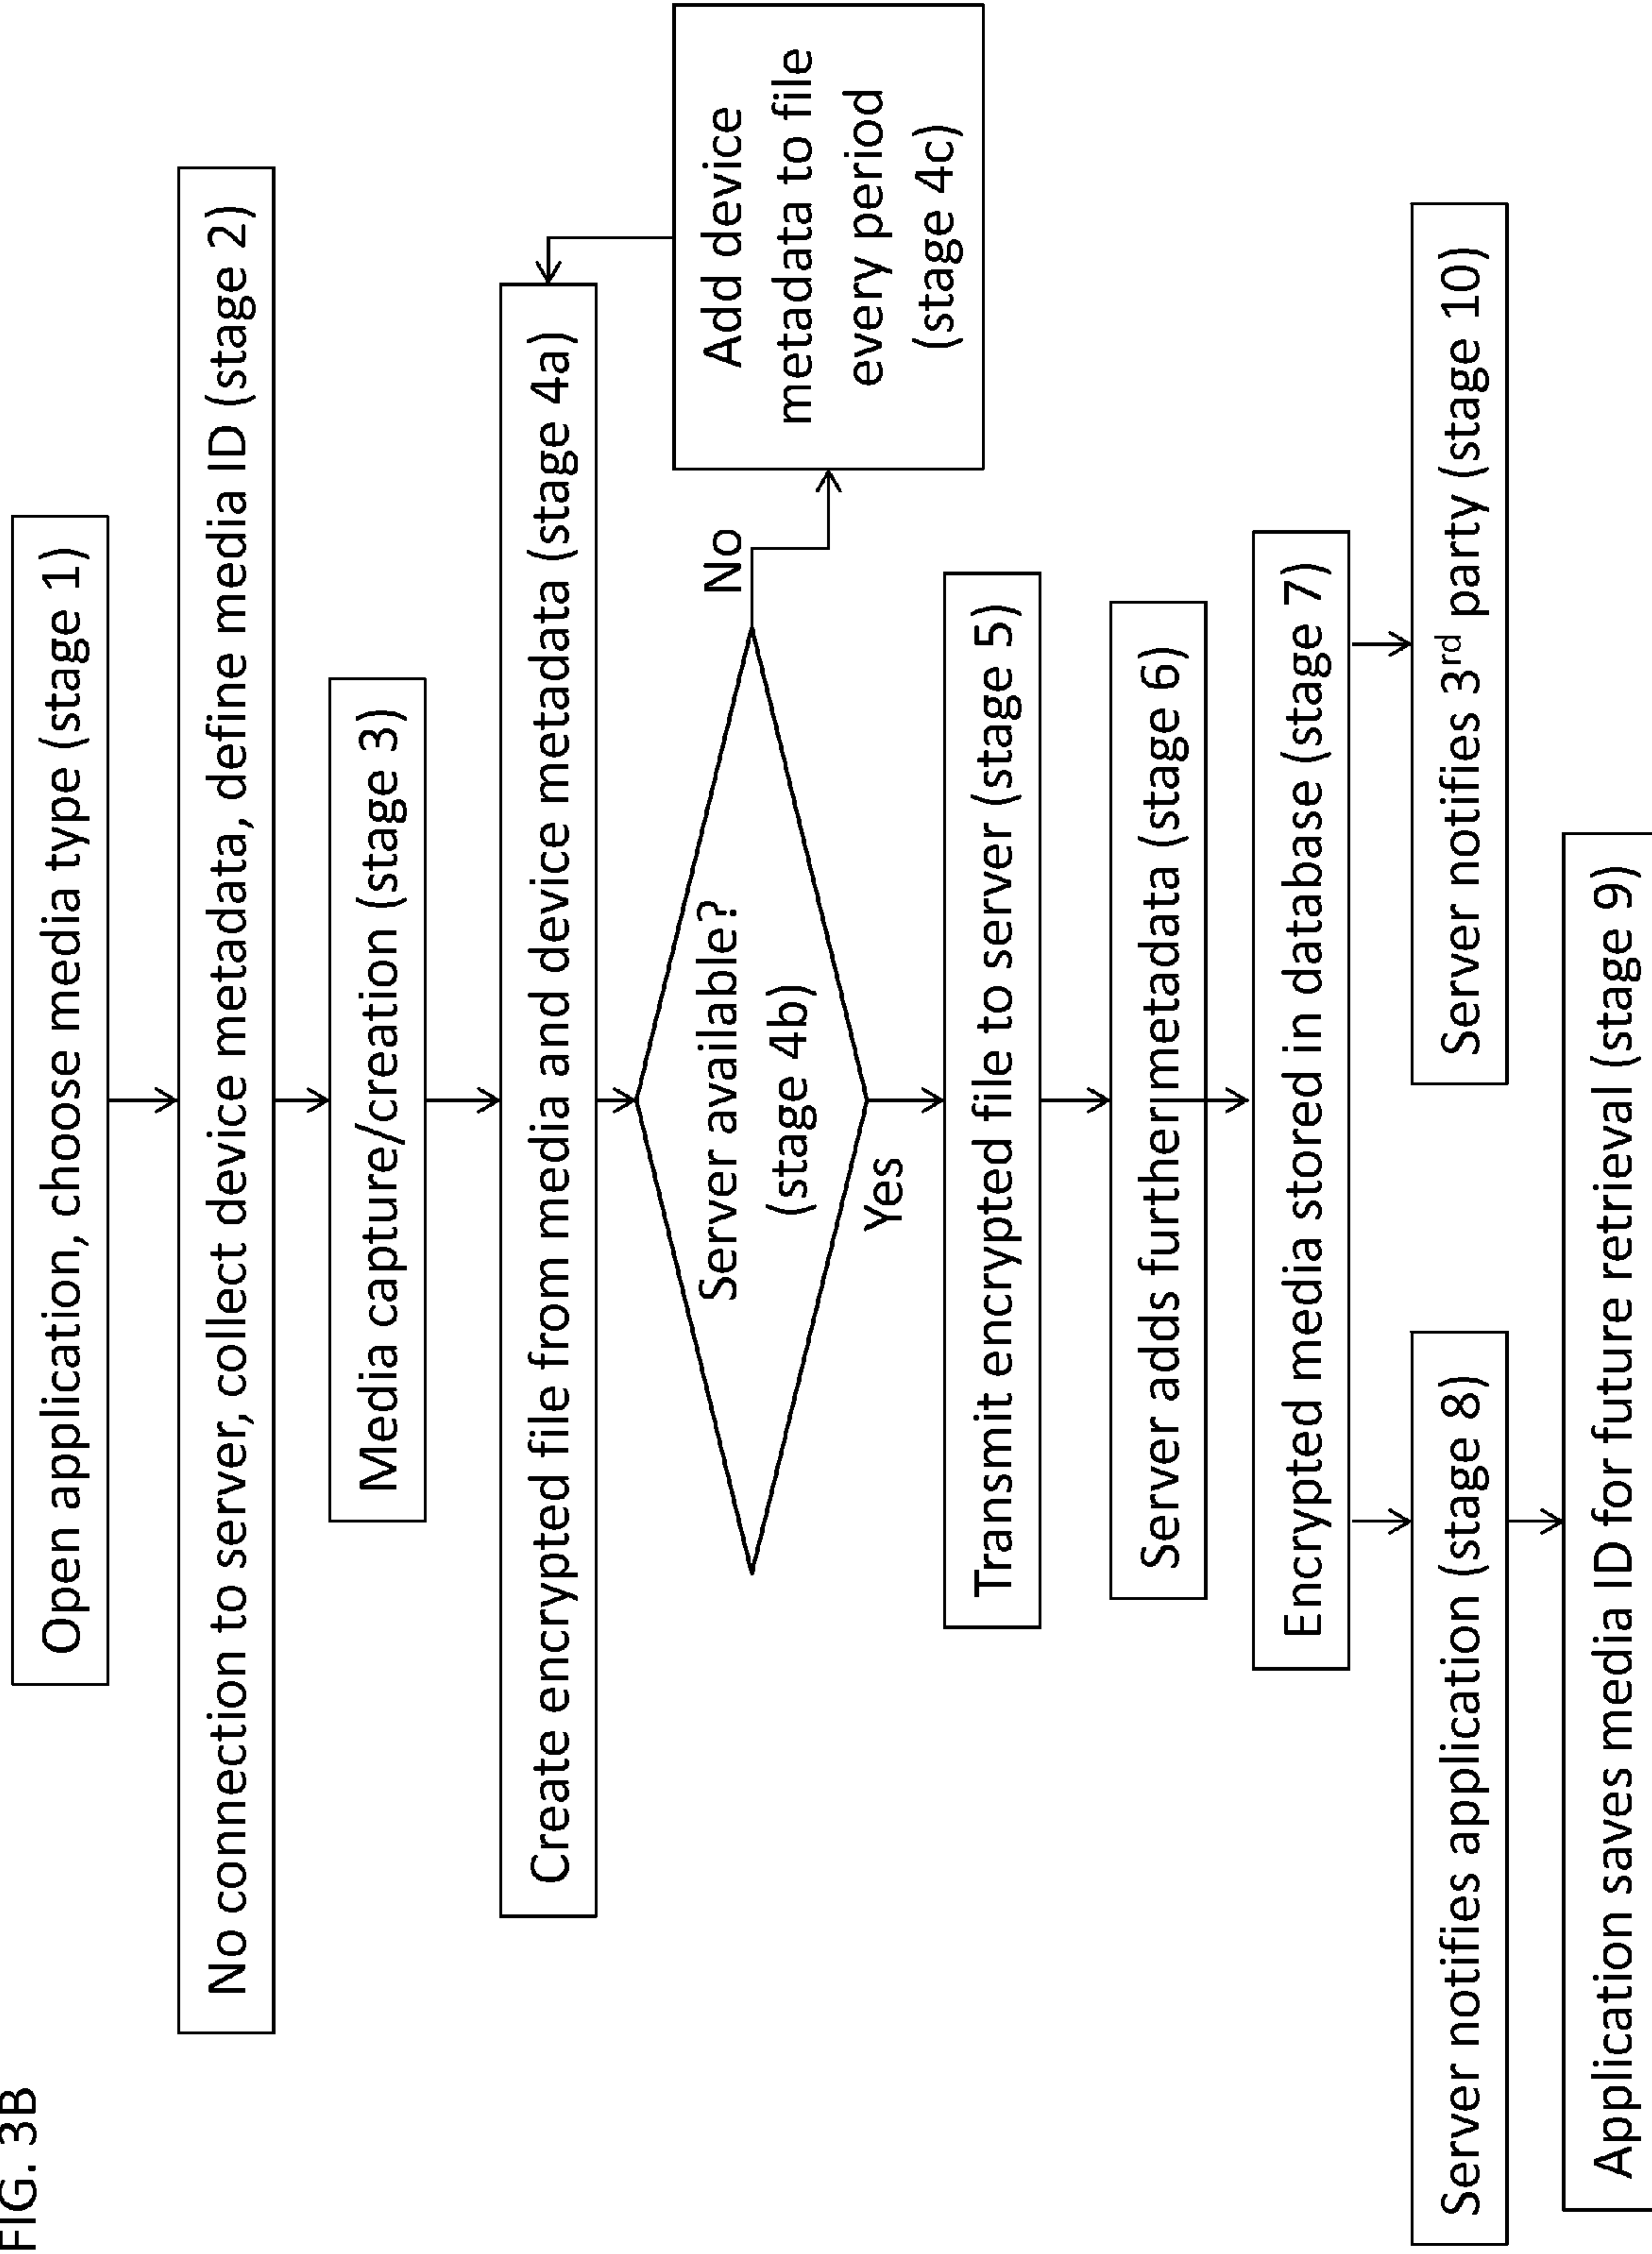 FIG. 3B
Open application, choose media type (stage 1)
No connection to server, collect device metadata, define media ID (stage 2)
Media capture/creation (stage 3)
Create encrypted file from media and device metadata (stage 4a)
Server available?
(stage 4b)
No
Add device
metadata to file
every period
(stage 4c)
Yes
Transmit encrypted file to server (stage 5)
Server adds further metadata (stage 6)
Encrypted media stored in database (stage 7)
Server notifies application (stage 8)
Server notifies 3rd party (stage 10)
Application saves media ID for future retrieval (stage 9)